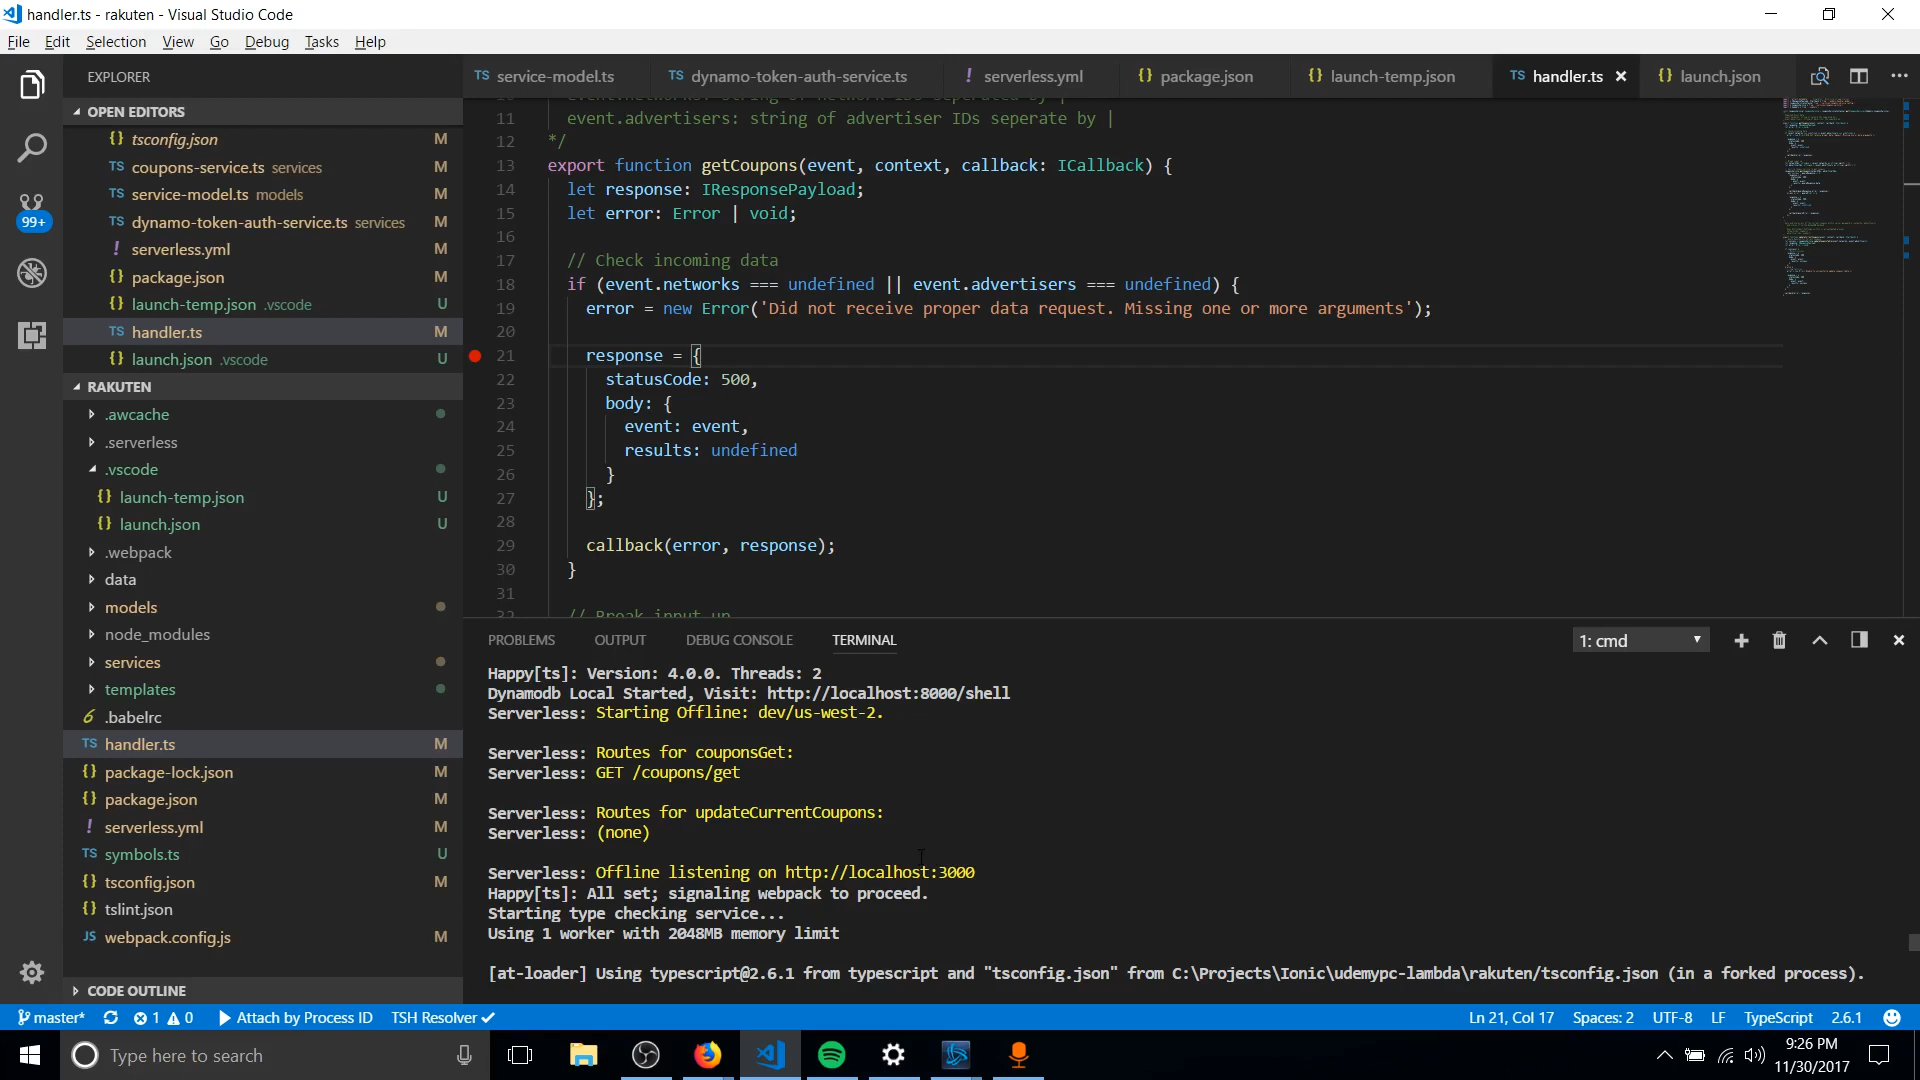 handler.ts - rakuten - Visual Studio Code
File Edit Selection View Go Debug Tasks Help
EXPLORER
OPEN EDITORS
tsconfig.json M
coupons-service.ts services M
service-model.ts models M
dynamo-token-auth-service.ts services M
serverless.yml M
package.json M
launch-temp.json .vscode U
handler.ts M
launch.json .vscode U
RAKUTEN
.awcache
.serverless
.vscode
launch-temp.json U
launch.json U
.webpack
data
models
node_modules
services
templates
.babelrc
handler.ts M
package-lock.json M
package.json M
serverless.yml M
symbols.ts U
tsconfig.json M
tslint.json
webpack.config.js M
CODE OUTLINE
99+
service-model.ts dynamo-token-auth-service.ts serverless.yml package.json launch-temp.json handler.ts launch.json
11 event.advertisers: string of advertiser IDs seperate by |
12 */
13 export function getCoupons(event, context, callback: ICallback) {
14 let response: IResponsePayload;
15 let error: Error | void;
16
17 // Check incoming data
18 if (event.networks === undefined || event.advertisers === undefined) {
19 error = new Error('Did not receive proper data request. Missing one or more arguments');
20
21 response = {
22 statusCode: 500,
23 body: {
24 event: event,
25 results: undefined
26 }
27 };
28
29 callback(error, response);
30 }
31
32 // Break input up
PROBLEMS OUTPUT DEBUG CONSOLE TERMINAL 1: cmd
Happy[ts]: Version: 4.0.0. Threads: 2
Dynamodb Local Started, Visit: http://localhost:8000/shell
Serverless: Starting Offline: dev/us-west-2.
Serverless: Routes for couponsGet:
Serverless: GET /coupons/get
Serverless: Routes for updateCurrentCoupons:
Serverless: (none)
Serverless: Offline listening on http://localhost:3000
Happy[ts]: All set; signaling webpack to proceed.
Starting type checking service...
Using 1 worker with 2048MB memory limit
[at-loader] Using typescript@2.6.1 from typescript and "tsconfig.json" from C:\Projects\Ionic\udemypc-lambda\rakuten/tsconfig.json (in a forked process).
master* 1 0 Attach by Process ID TSH Resolver Ln 21, Col 17 Spaces: 2 UTF-8 LF TypeScript 2.6.1
Type here to search
9:26 PM
11/30/2017